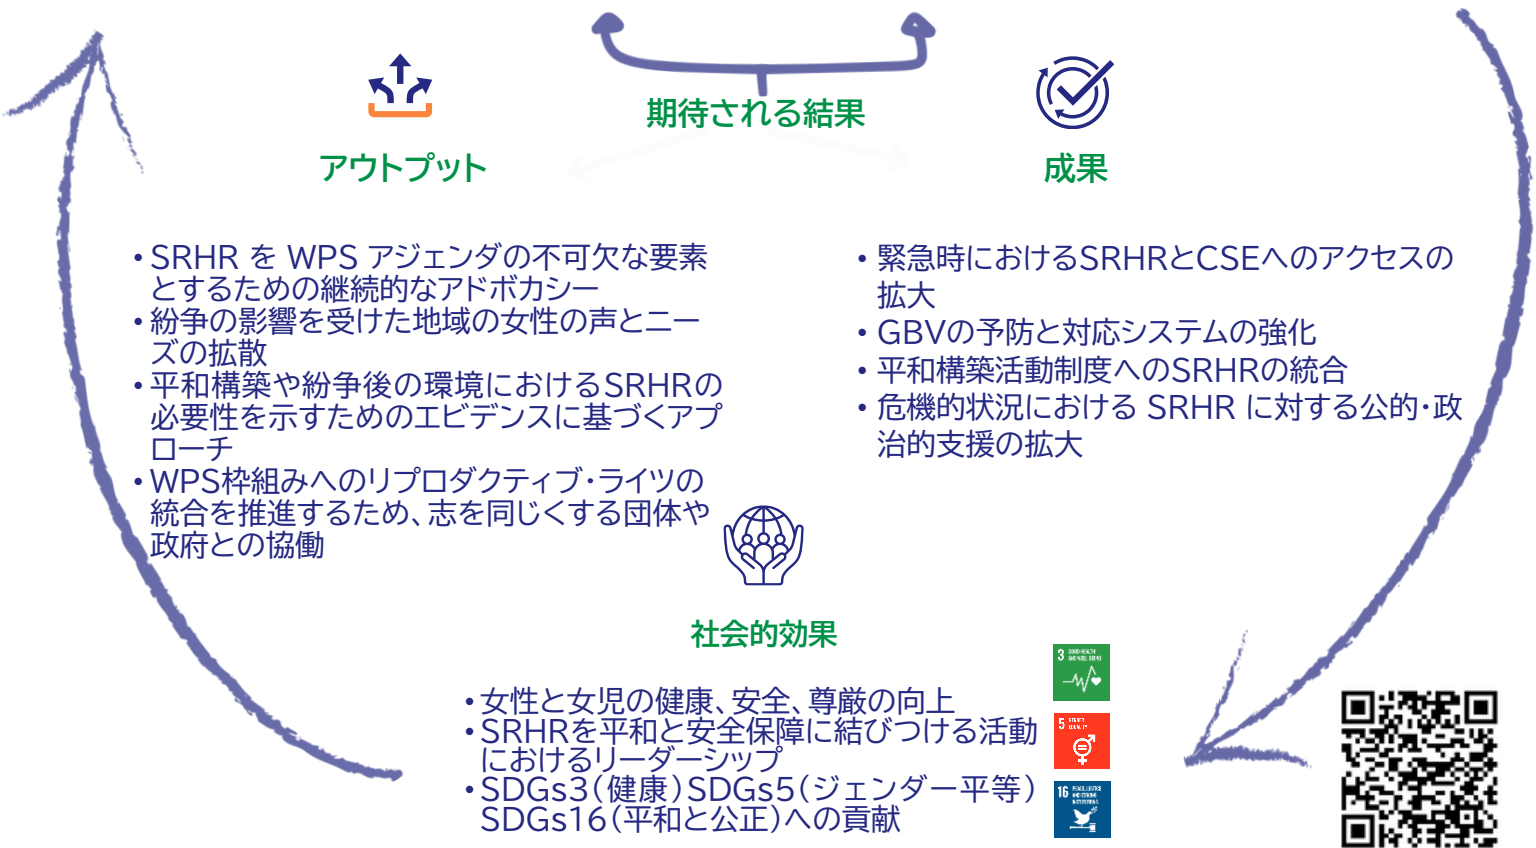 期待される結果
アウトプット
成果
• SRHR を WPS アジェンダの不可欠な要素
とするための継続的なアドボカシー
• 紛争の影響を受けた地域の女性の声とニー
ズの拡散
• 平和構築や紛争後の環境におけるSRHRの
必要性を示すためのエビデンスに基づくアプ
ローチ
• WPS枠組みへのリプロダクティブ・ライツの
統合を推進するため、志を同じくする団体や
政府との協働
• 緊急時におけるSRHRとCSEへのアクセスの
拡大
• GBVの予防と対応システムの強化
• 平和構築活動制度へのSRHRの統合
• 危機的状況における SRHR に対する公的・政
治的支援の拡大
社会的効果
• 女性と女児の健康、安全、尊厳の向上
• SRHRを平和と安全保障に結びつける活動
におけるリーダーシップ
• SDGs3(健康)SDGs5(ジェンダー平等)
SDGs16(平和と公正)への貢献
3 GOOD HEALTH
AND WELL-BEING
5 GENDER
EQUALITY
16 PEACE, JUSTICE
AND STRONG
INSTITUTIONS